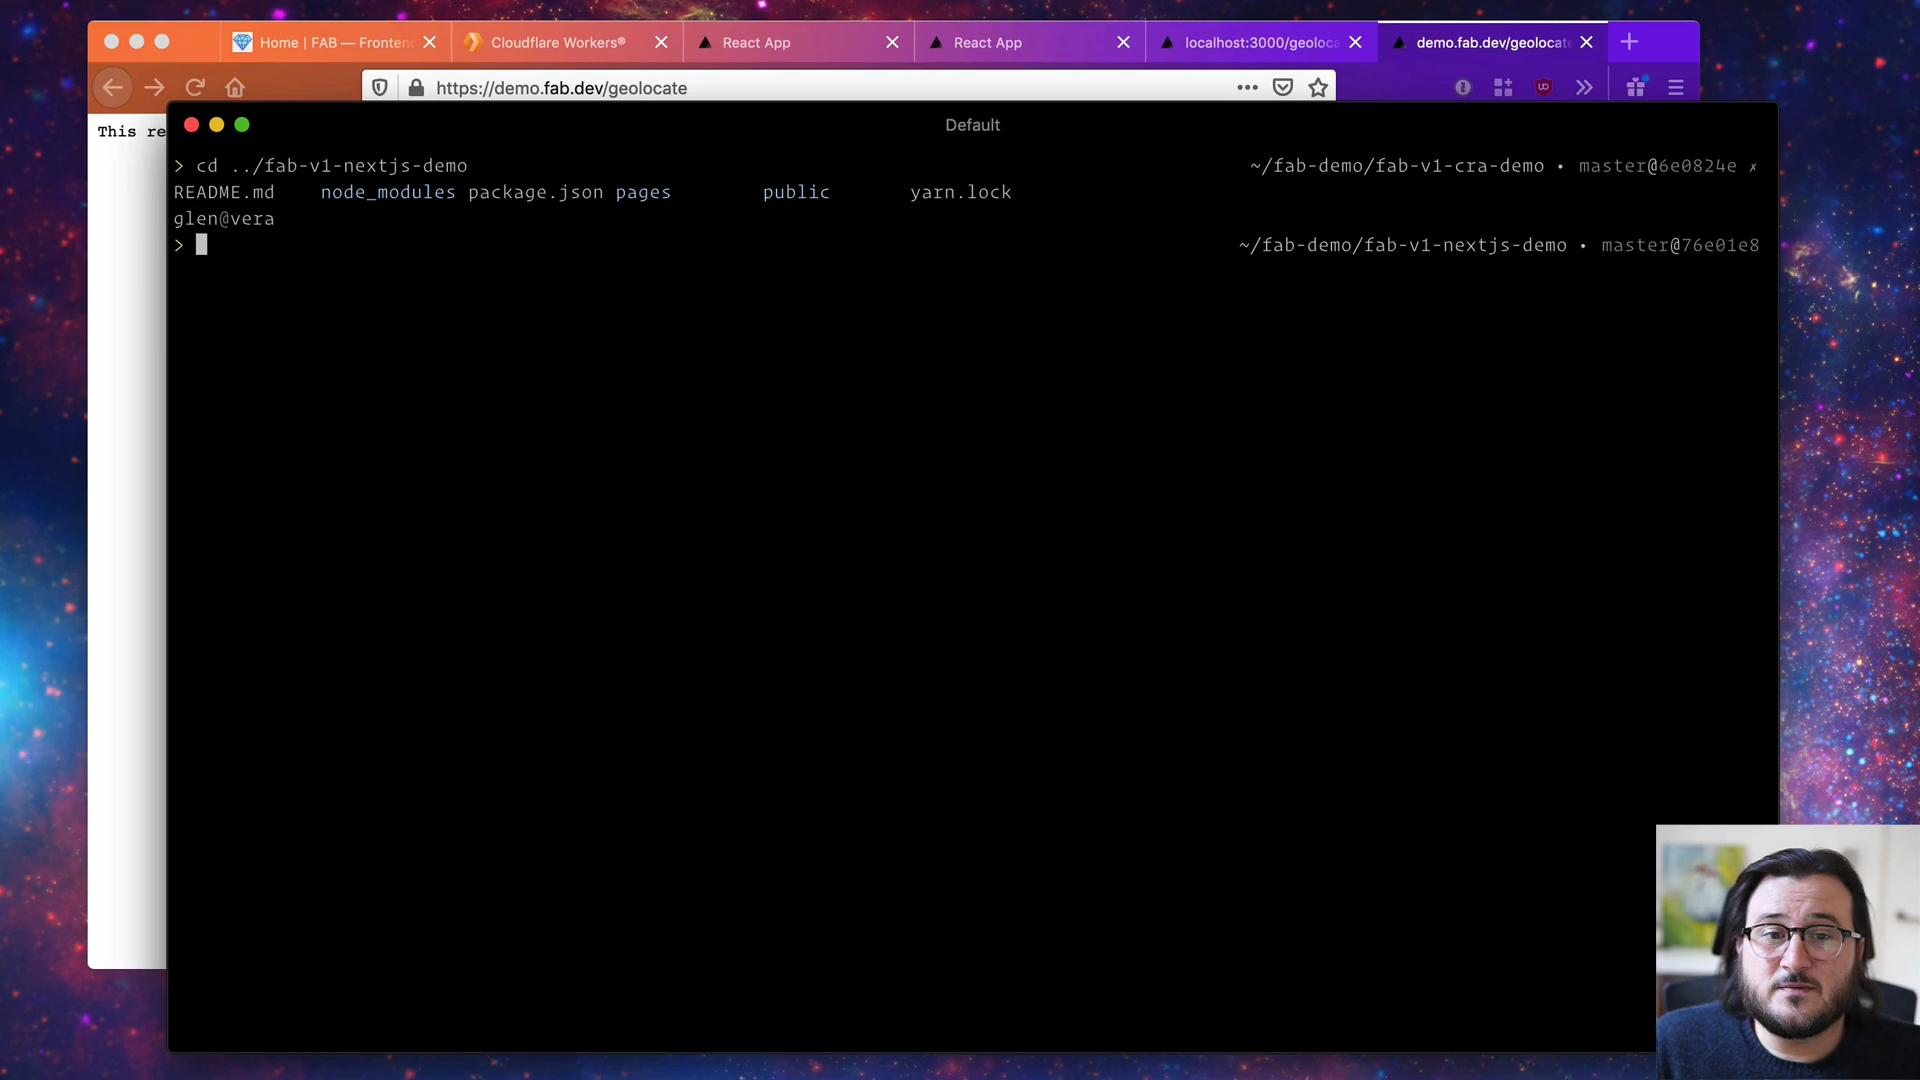 Home | FAB — Fronten
Cloudflare Workers®
React App
React App
localhost:3000/geoloca
demo.fab.dev/geolocate
https://demo.fab.dev/geolocate
This re
Default
> cd ../fab-v1-nextjs-demo ~/fab-demo/fab-v1-cra-demo • master@6e0824e ✗
README.md node_modules package.json pages public yarn.lock
glen@vera
> ~/fab-demo/fab-v1-nextjs-demo • master@76e01e8